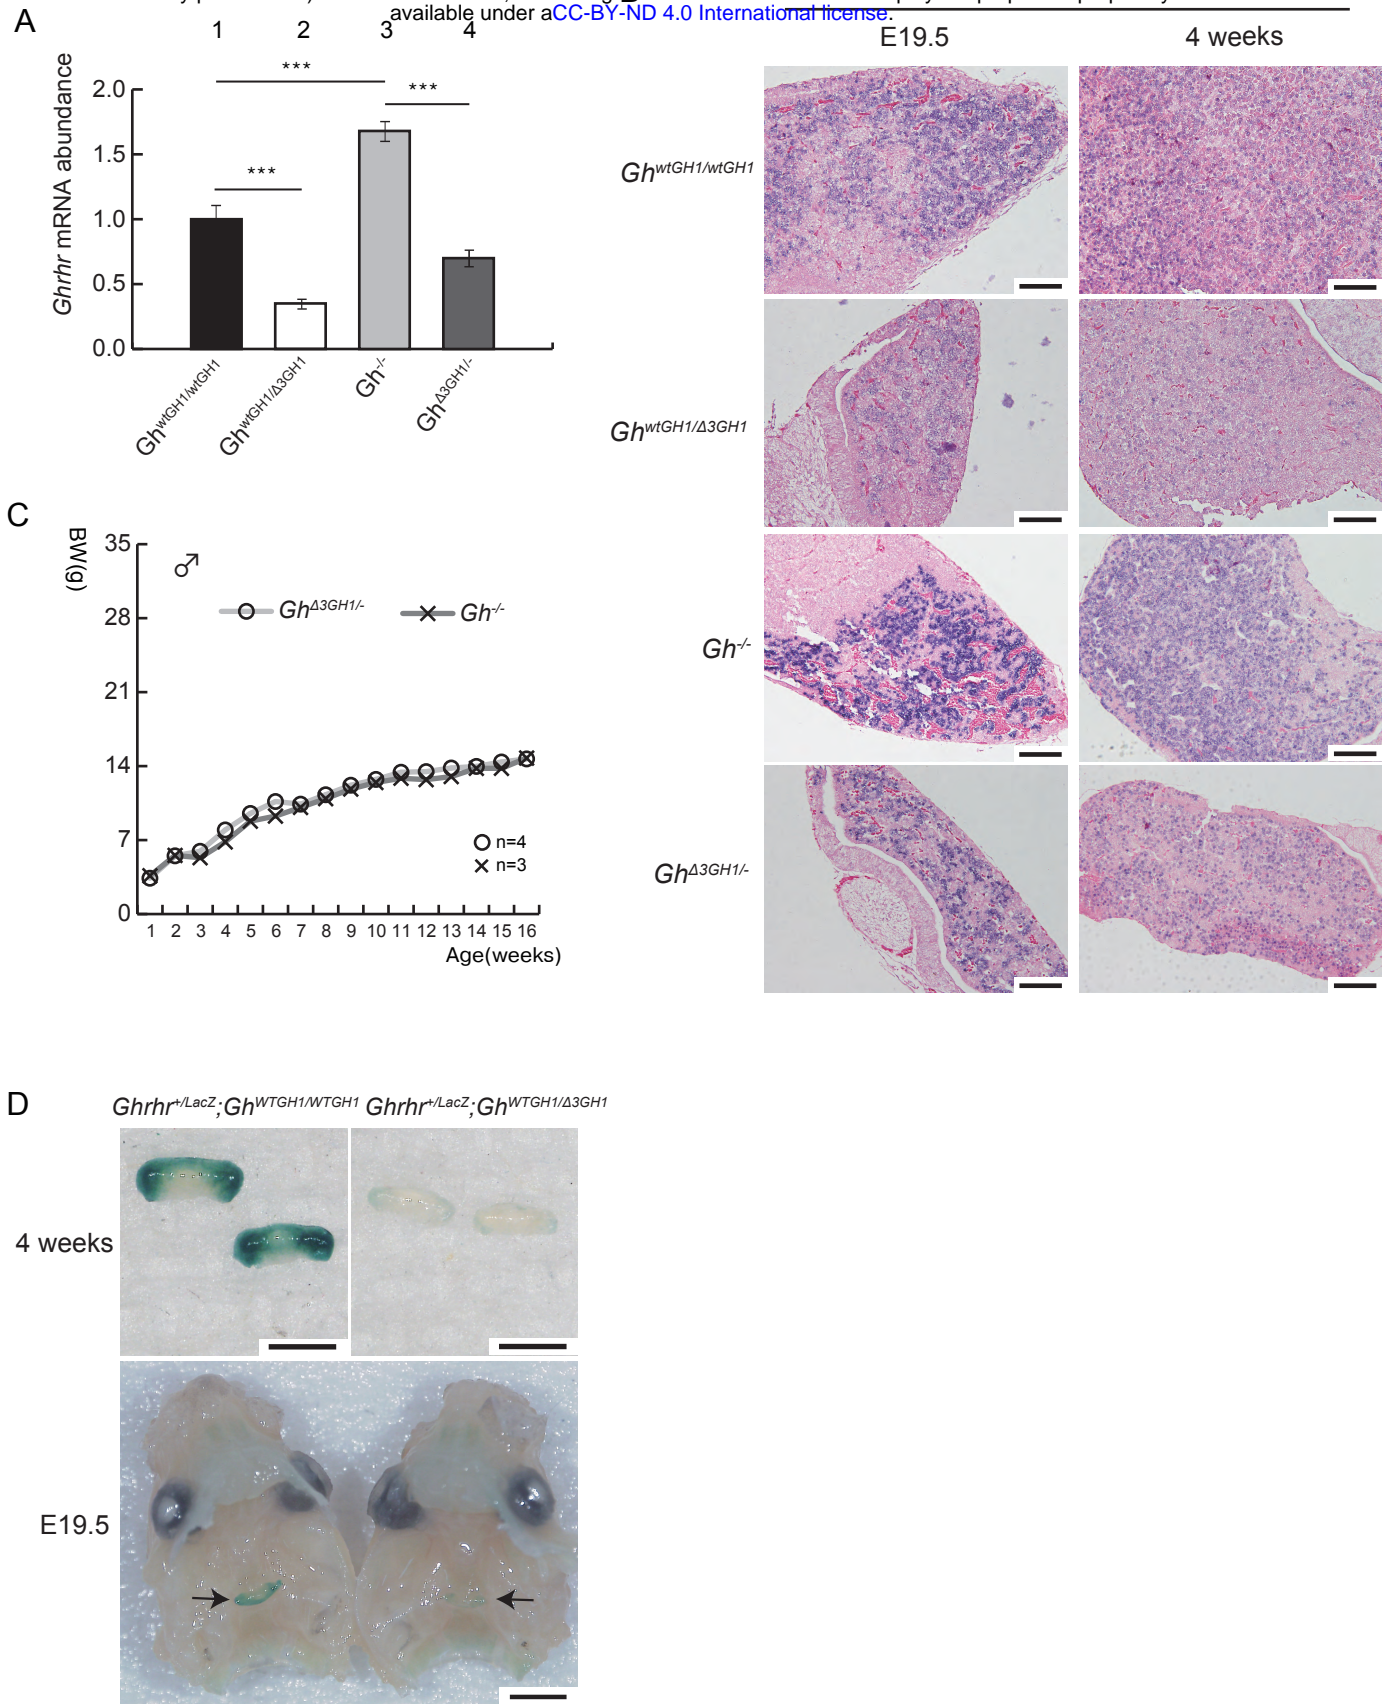 available under aCC-BY-ND 4.0 International license.
A
1 2 3 4
Ghrhr mRNA abundance
2.0
1.5
1.0
0.5
0.0
***
***
***
Gh^wtGH1/wtGH1
Gh^wtGH1/Δ3GH1
Gh^-/-
Gh^Δ3GH1/-
E19.5 4 weeks
Gh^wtGH1/wtGH1
Gh^wtGH1/Δ3GH1
Gh^-/-
Gh^Δ3GH1/-
C
BW(g)
35
28
21
14
7
0
♂
Gh^Δ3GH1/- Gh^-/-
n=4
n=3
1 2 3 4 5 6 7 8 9 10 11 12 13 14 15 16
Age(weeks)
D
Ghrhr^+/LacZ;Gh^WTGH1/WTGH1 Ghrhr^+/LacZ;Gh^WTGH1/Δ3GH1
4 weeks
E19.5